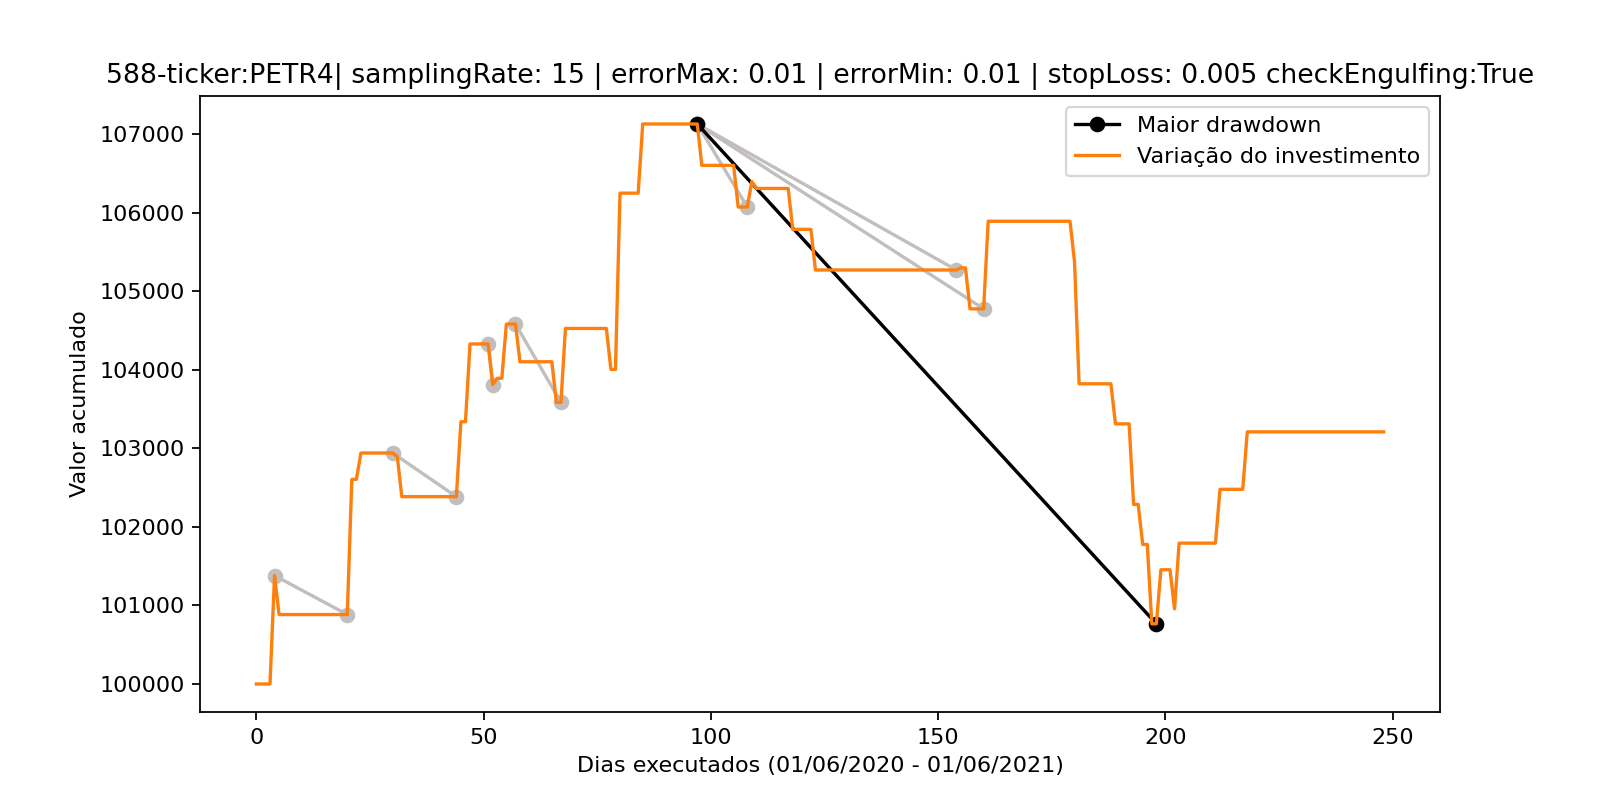 588-ticker:PETR4| samplingRate: 15 | errorMax: 0.01 | errorMin: 0.01 | stopLoss: 0.005 checkEngulfing:True
Maior drawdown
Variação do investimento
Valor acumulado
107000
106000
105000
104000
103000
102000
101000
100000
0 50 100 150 200 250
Dias executados (01/06/2020 - 01/06/2021)